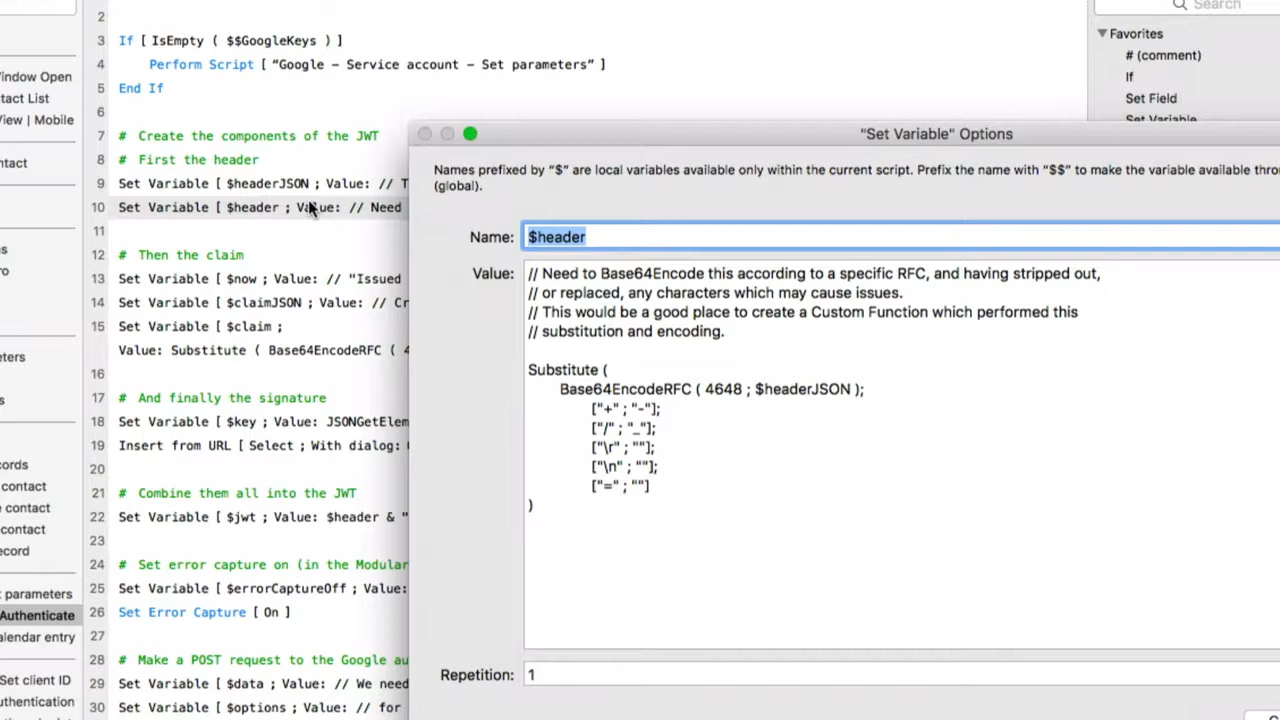 Search
Favorites
# (comment)
If
Set Field
Set Variable
Window Open
tact List
View | Mobile
ntact
s
ro
eters
s
cords
contact
contact
contact
ecord
t parameters
Authenticate
alendar entry
Set client ID
uthentication
2
3 If [ IsEmpty ( $$GoogleKeys ) ]
4 Perform Script [ “Google – Service account – Set parameters” ]
5 End If
6
7 # Create the components of the JWT
8 # First the header
9 Set Variable [ $headerJSON ; Value: // T
10 Set Variable [ $header ; Value: // Need
11
12 # Then the claim
13 Set Variable [ $now ; Value: // "Issued
14 Set Variable [ $claimJSON ; Value: // Cr
15 Set Variable [ $claim ;
Value: Substitute ( Base64EncodeRFC ( 4
16
17 # And finally the signature
18 Set Variable [ $key ; Value: JSONGetElem
19 Insert from URL [ Select ; With dialog:
20
21 # Combine them all into the JWT
22 Set Variable [ $jwt ; Value: $header & "
23
24 # Set error capture on (in the Modular
25 Set Variable [ $errorCaptureOff ; Value:
26 Set Error Capture [ On ]
27
28 # Make a POST request to the Google au
29 Set Variable [ $data ; Value: // We need
30 Set Variable [ $options ; Value: // for
"Set Variable" Options
Names prefixed by “$” are local variables available only within the current script. Prefix the name with “$$” to make the variable available thro
(global).
Name: $header
Value: // Need to Base64Encode this according to a specific RFC, and having stripped out,
// or replaced, any characters which may cause issues.
// This would be a good place to create a Custom Function which performed this
// substitution and encoding.
Substitute (
Base64EncodeRFC ( 4648 ; $headerJSON );
["+" ; "-"];
["/" ; "_"];
["\r" ; ""];
["\n" ; ""];
["=" ; ""]
)
Repetition: 1